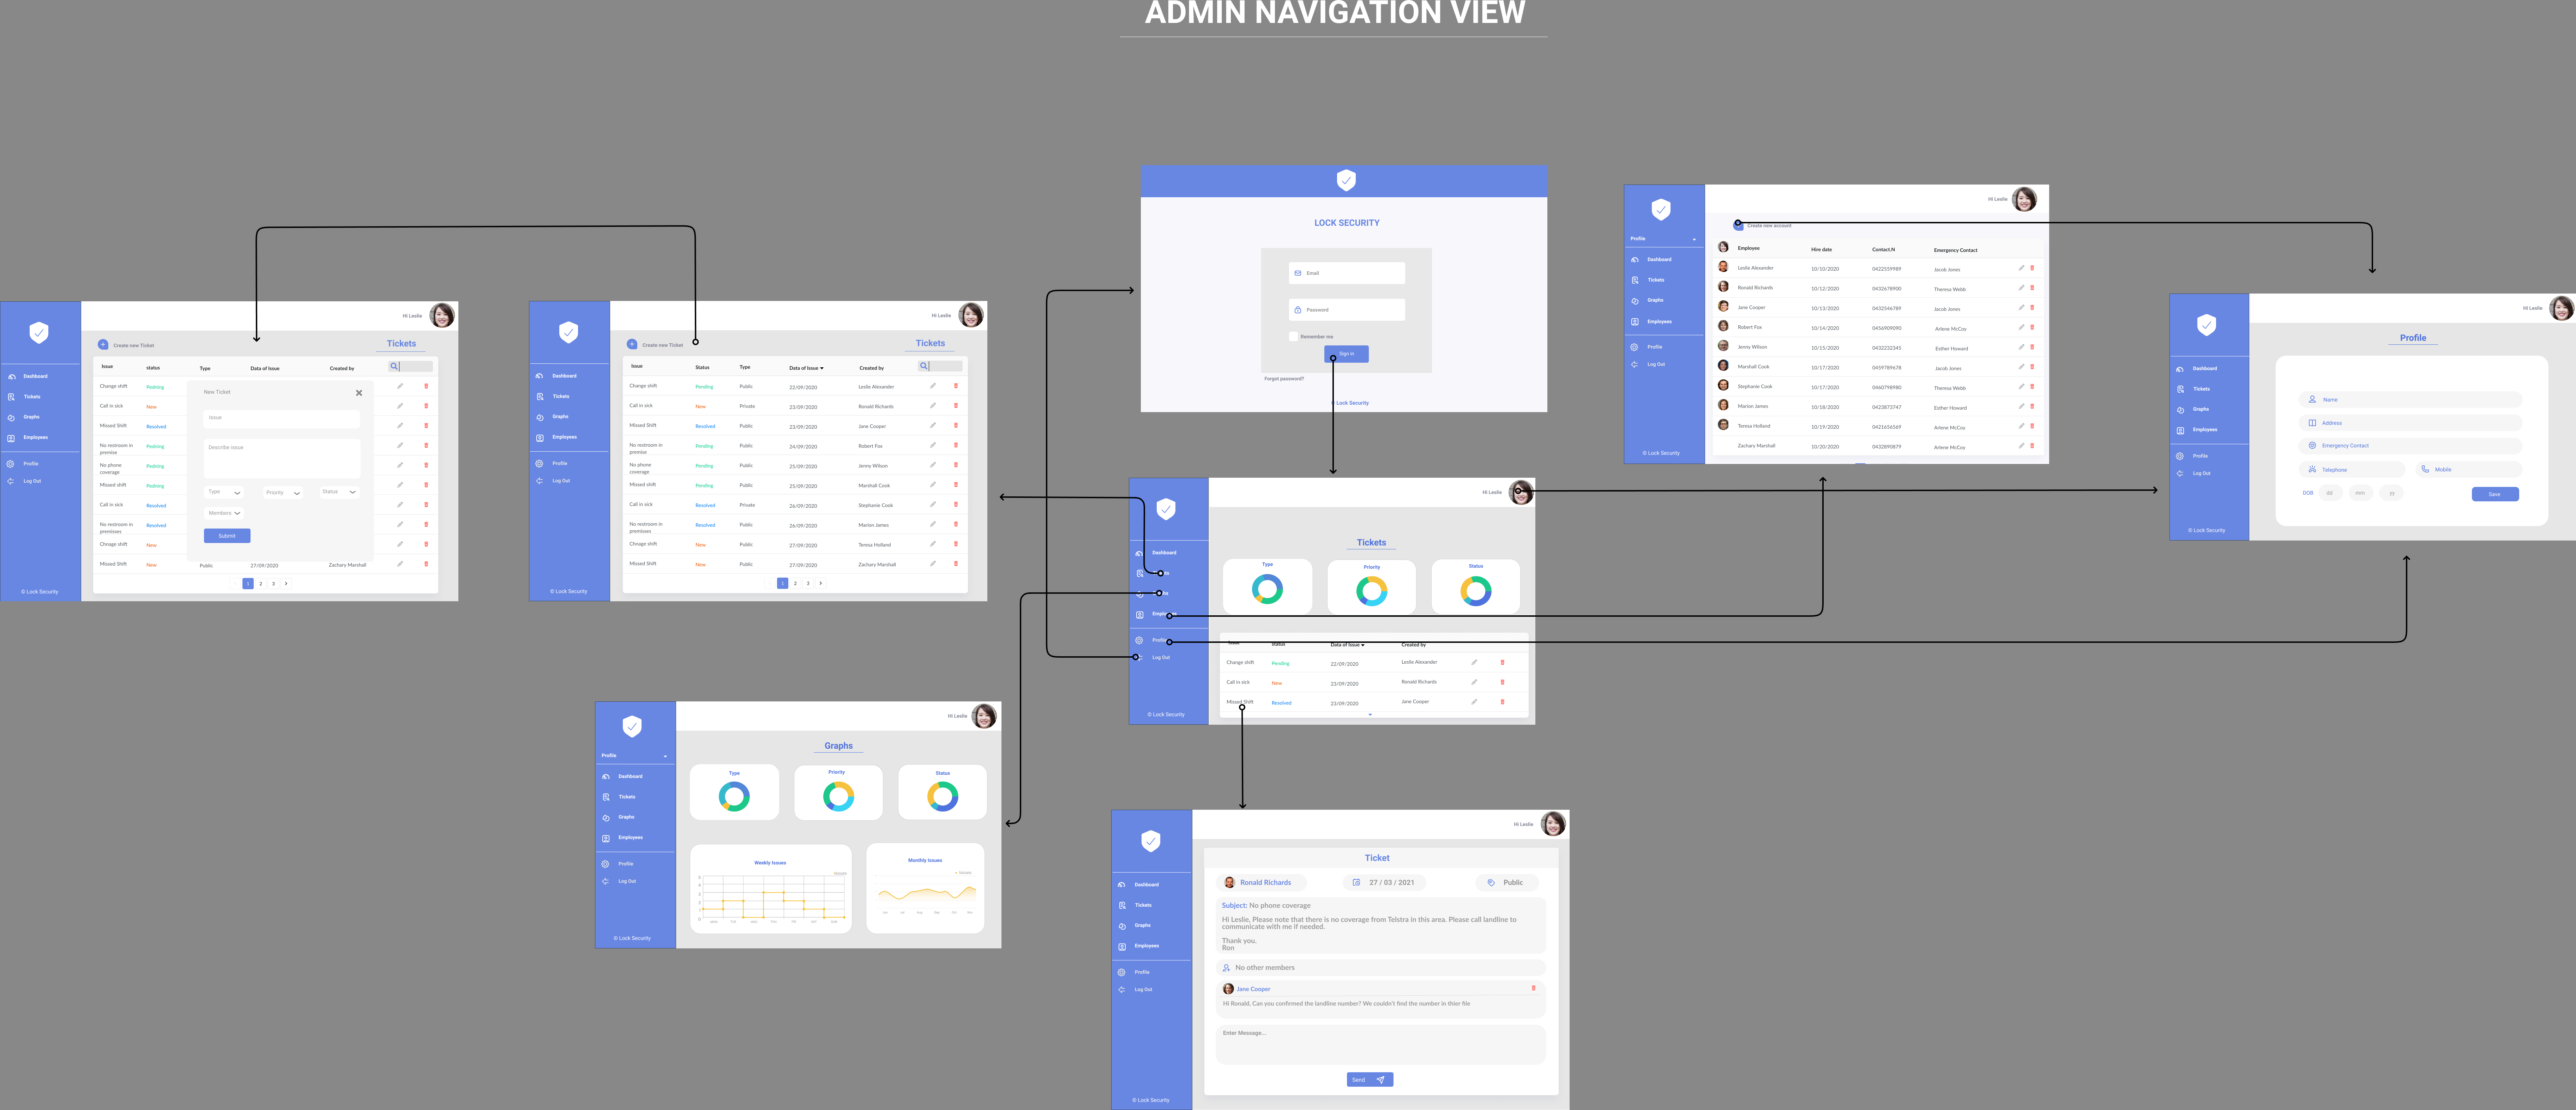 ADMIN NAVIGATION VIEW
LOCK SECURITY
Email
Password
Remember me
Sign in
Forgot password?
Lock Security
Hi Leslie
Profile
Dashboard
Tickets
Graphs
Employees
Profile
Log Out
© Lock Security
Create new account
Employee Hire date Contact.N Emergency Contact
Leslie Alexander 10/10/2020 0422559989 Jacob Jones
Ronald Richards 10/12/2020 0432678900 Theresa Webb
Jane Cooper 10/13/2020 0432546789 Jacob Jones
Robert Fox 10/14/2020 0456909090 Arlene McCoy
Jenny Wilson 10/15/2020 0432232345 Esther Howard
Marshall Cook 10/17/2020 0459789678 Jacob Jones
Stephanie Cook 10/17/2020 0460798980 Theresa Webb
Marion James 10/18/2020 0423873747 Esther Howard
Teresa Holland 10/19/2020 0421656569 Arlene McCoy
Zachary Marshall 10/20/2020 0432890879 Arlene McCoy
Hi Leslie
Dashboard
Tickets
Graphs
Employees
Profile
Log Out
© Lock Security
Profile
Name
Address
Emergency Contact
Telephone Mobile
DOB dd mm yy Save
Hi Leslie
Dashboard
Tickets
Graphs
Employees
Profile
Log Out
© Lock Security
Create new Ticket Tickets
Issue status Type Data of Issue Created by
Change shift Pedning
Call in sick New
Missed Shift Resolved
No restroom in
premise Pedning
No phone
coverage Pedning
Missed shift Pedning
Call in sick Resolved
No restroom in
premisses Resolved
Chnage shift New
Missed Shift New Public 27/09/2020 Zachary Marshall
1 2 3
New Ticket
Issue
Describe issue
Type Priority Status
Members
Submit
Hi Leslie
Dashboard
Tickets
Graphs
Employees
Profile
Log Out
© Lock Security
Create new Ticket Tickets
Issue Status Type Data of Issue Created by
Change shift Pending Public 22/09/2020 Leslie Alexander
Call in sick New Private 23/09/2020 Ronald Richards
Missed Shift Resolved Public 23/09/2020 Jane Cooper
No restroom in
premise Pending Public 24/09/2020 Robert Fox
No phone
coverage Pending Public 25/09/2020 Jenny Wilson
Missed shift Pending Public 25/09/2020 Marshall Cook
Call in sick Resolved Private 26/09/2020 Stephanie Cook
No restroom in
premisses Resolved Public 26/09/2020 Marion James
Chnage shift New Public 27/09/2020 Teresa Holland
Missed Shift New Public 27/09/2020 Zachary Marshall
1 2 3
Hi Leslie
Dashboard
Log Out
© Lock Security
Tickets
Type Priority Status
Status Data of Issue Created by
Change shift Pending 22/09/2020 Leslie Alexander
Call in sick New 23/09/2020 Ronald Richards
Missed Shift Resolved 23/09/2020 Jane Cooper
Hi Leslie
Profile
Dashboard
Tickets
Graphs
Employees
Profile
Log Out
© Lock Security
Graphs
Type Priority Status
Weekly Issues
Monthly Issues
Hi Leslie
Dashboard
Tickets
Graphs
Employees
Profile
Log Out
© Lock Security
Ticket
Ronald Richards 27 / 03 / 2021 Public
Subject: No phone coverage
Hi Leslie, Please note that there is no coverage from Telstra in this area. Please call landline to
communicate with me if needed.
Thank you.
Ron
No other members
Jane Cooper
Hi Ronald, Can you confirmed the landline number? We couldn't find the number in thier file
Enter Message...
Send